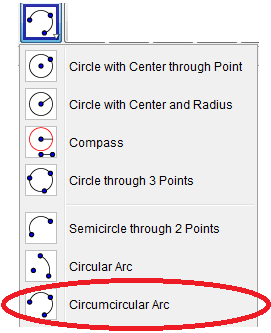 Circle with Center through Point
Circle with Center and Radius
Compass
Circle through 3 Points
Semicircle through 2 Points
Circular Arc
Circumcircular Arc